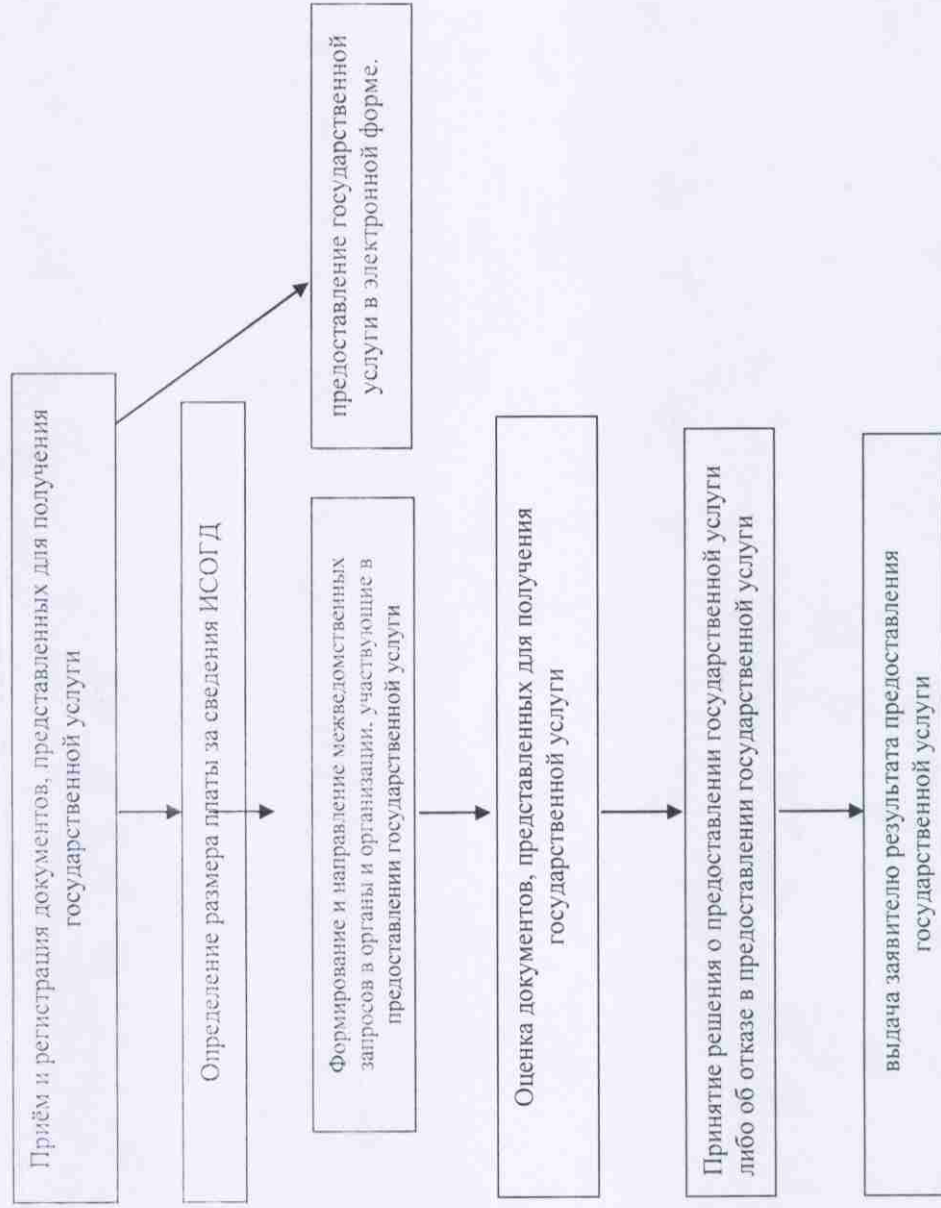 Приём и регистрация документов, представленных для получения
государственной услуги
Определение размера платы за сведения ИСОГД
Формирование и направление межведомственных
запросов в органы и организации, участвующие в
предоставлении государственной услуги
предоставление государственной
услуги в электронной форме.
Оценка документов, представленных для получения
государственной услуги
Принятие решения о предоставлении государственной услуги
либо об отказе в предоставлении государственной услуги
выдача заявителю результата предоставления
государственной услуги